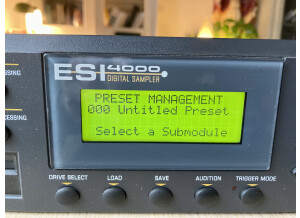 ESI 4000
DIGITAL SAMPLER
PRESET MANAGEMENT
000 Untitled Preset
Select a Submodule
DRIVE SELECT LOAD SAVE AUDITION TRIGGER MODE